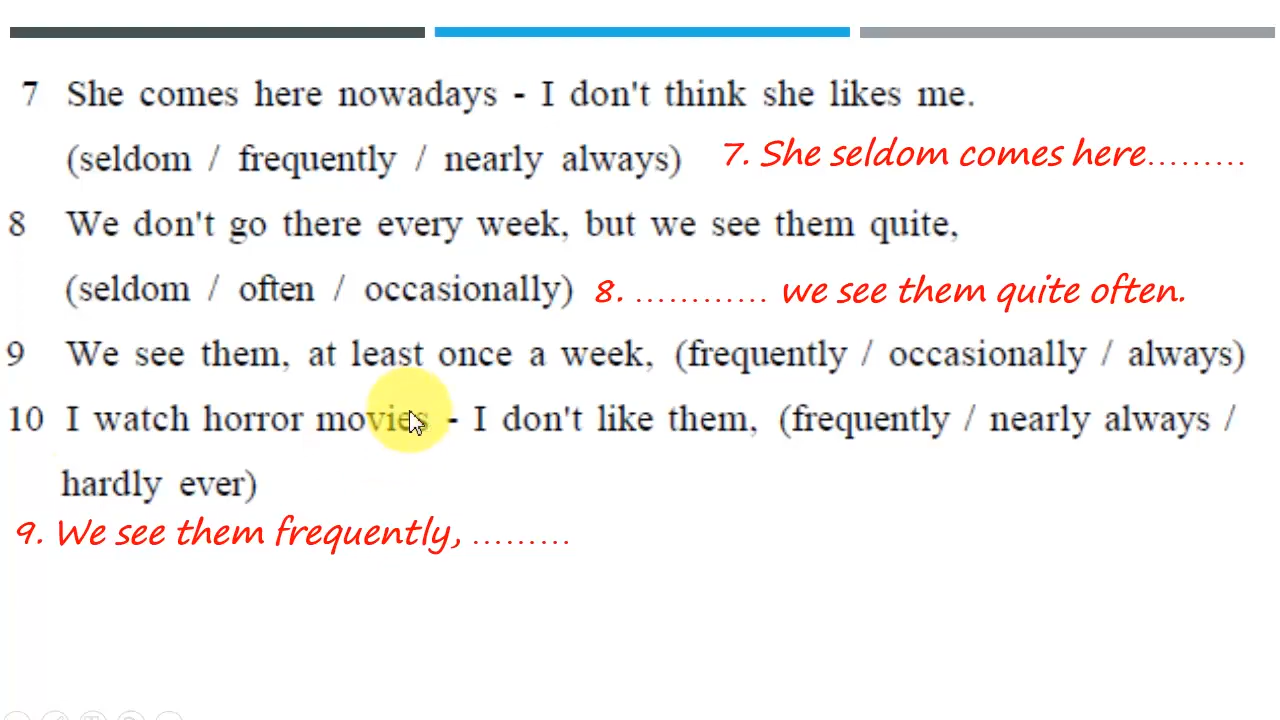 7 She comes here nowadays - I don't think she likes me.
(seldom / frequently / nearly always) 7. She seldom comes here.........
8 We don't go there every week, but we see them quite,
(seldom / often / occasionally) 8. ............ we see them quite often.
9 We see them, at least once a week, (frequently / occasionally / always)
10 I watch horror movies - I don't like them, (frequently / nearly always /
hardly ever)
9. We see them frequently, .........